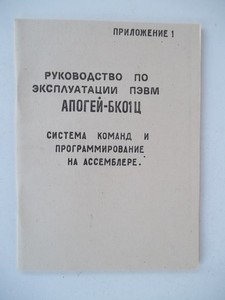 ПРИЛОЖЕНИЕ 1
РУКОВОДСТВО ПО
ЭКСПЛУАТАЦИИ ПЭВМ
АПОГЕЙ-БК01Ц
СИСТЕМА КОМАНД И
ПРОГРАММИРОВАНИЕ
НА АССЕМБЛЕРЕ.